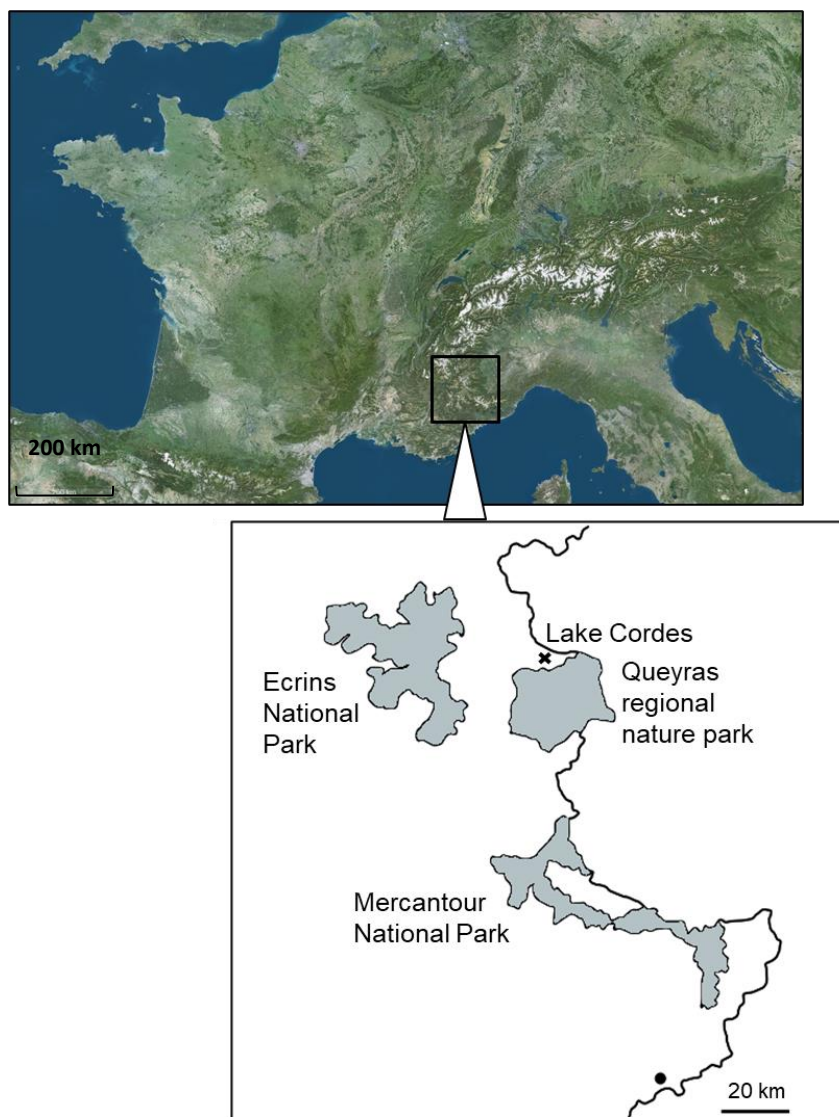 200 km
Lake Cordes
Ecrins
National
Park
Queyras
regional
nature park
Mercantour
National Park
20 km